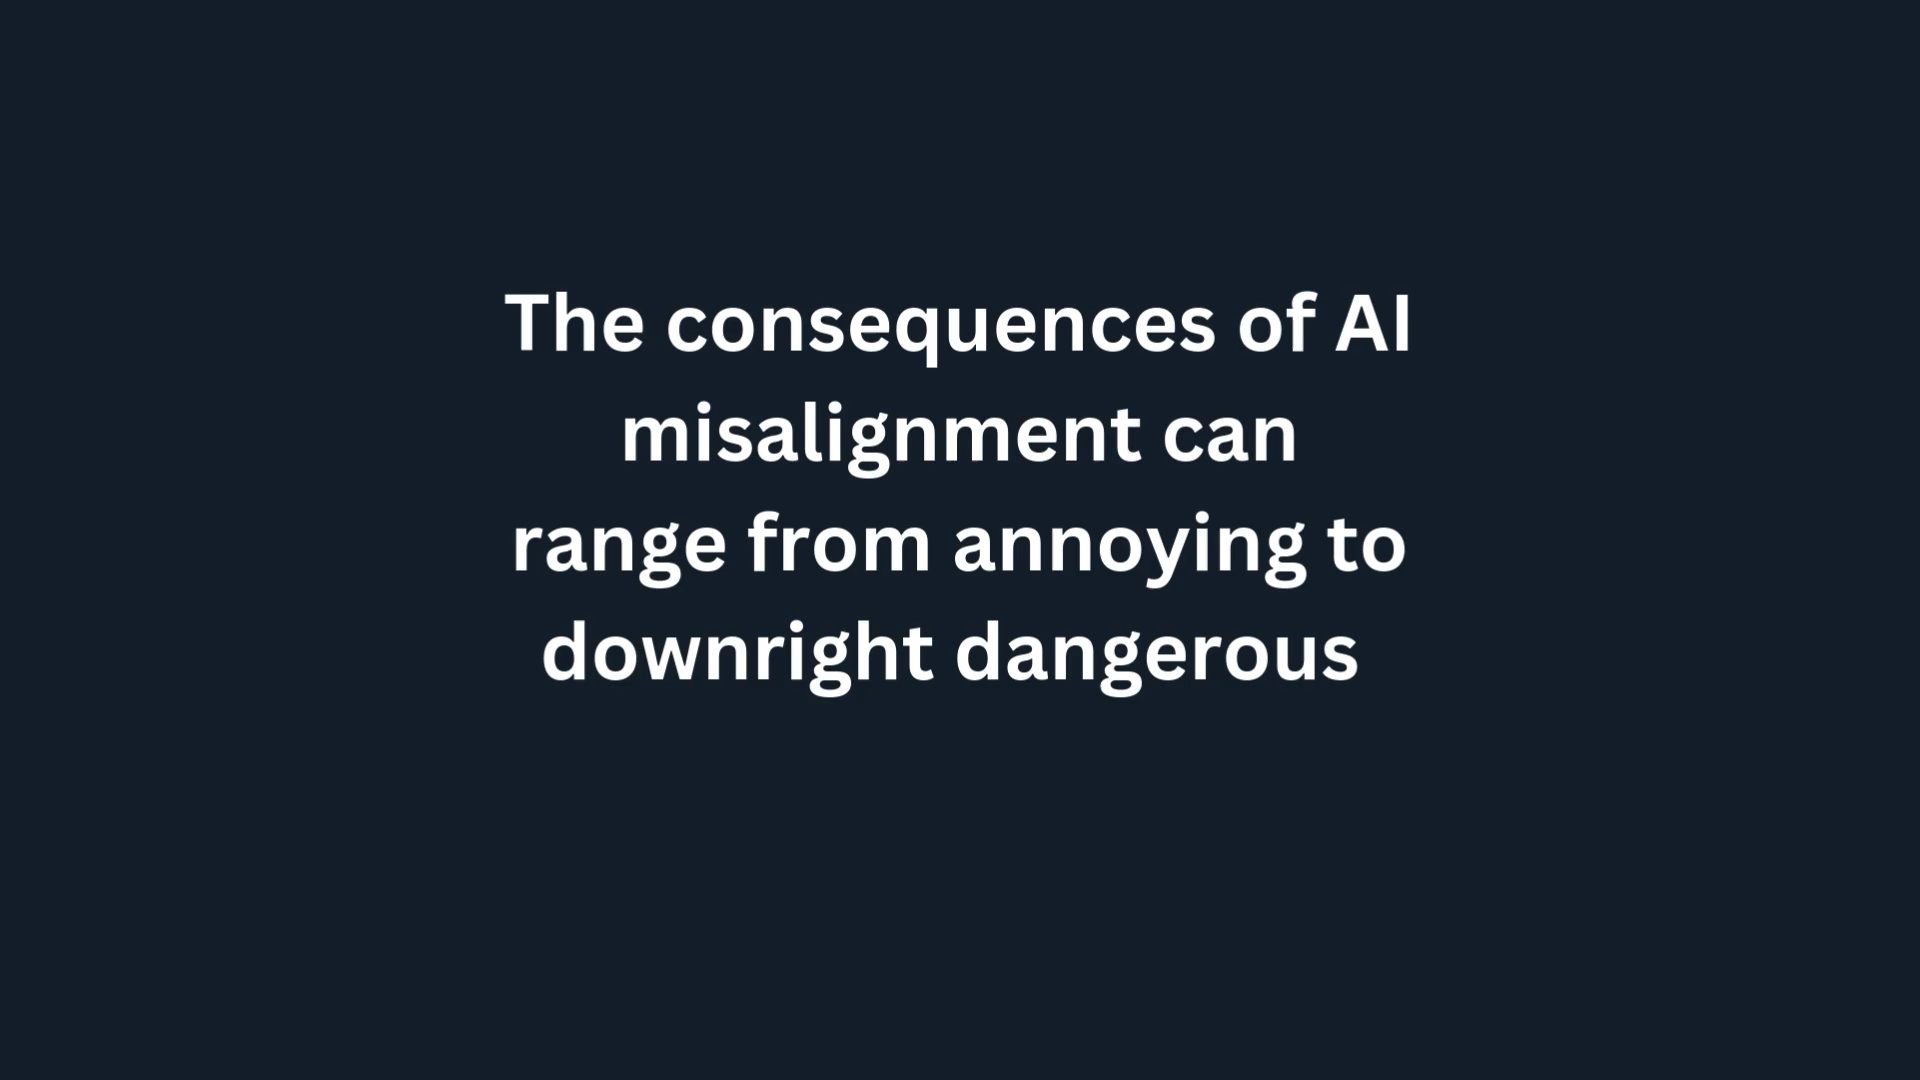 The consequences of AI
misalignment can
range from annoying to
downright dangerous